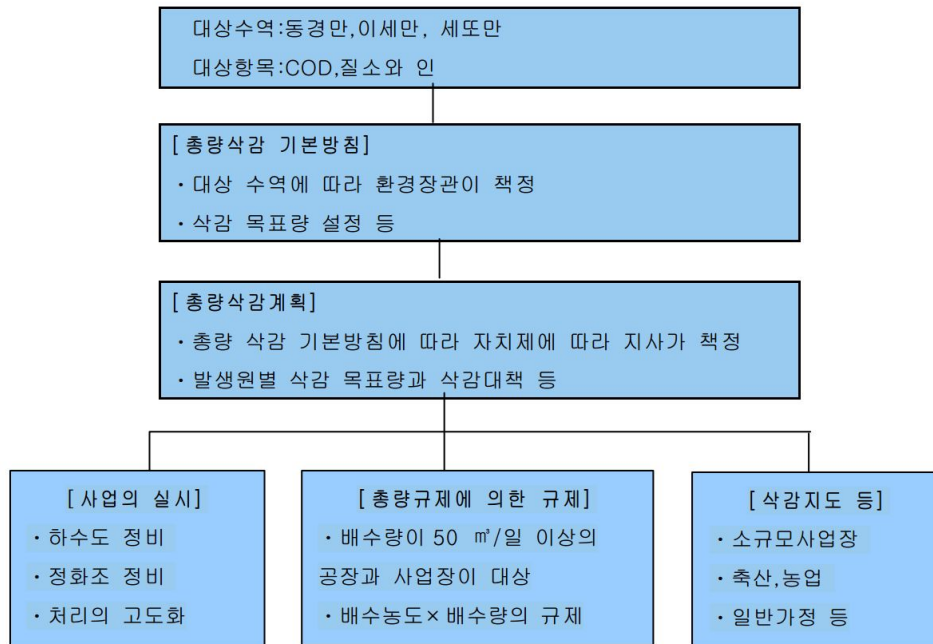 대상수역:동경만,이세만, 세또만
대상항목:COD,질소와 인
[총량삭감 기본방침]
· 대상 수역에 따라 환경장관이 책정
· 삭감 목표량 설정 등
[총량삭감계획]
· 총량 삭감 기본방침에 따라 자치제에 따라 지사가 책정
· 발생원별 삭감 목표량과 삭감대책 등
[사업의 실시]
· 하수도 정비
· 정화조 정비
· 처리의 고도화
[총량규제에 의한 규제]
· 배수량이 50 ㎥/일 이상의
공장과 사업장이 대상
· 배수농도×배수량의 규제
[삭감지도 등]
· 소규모사업장
· 축산,농업
· 일반가정 등